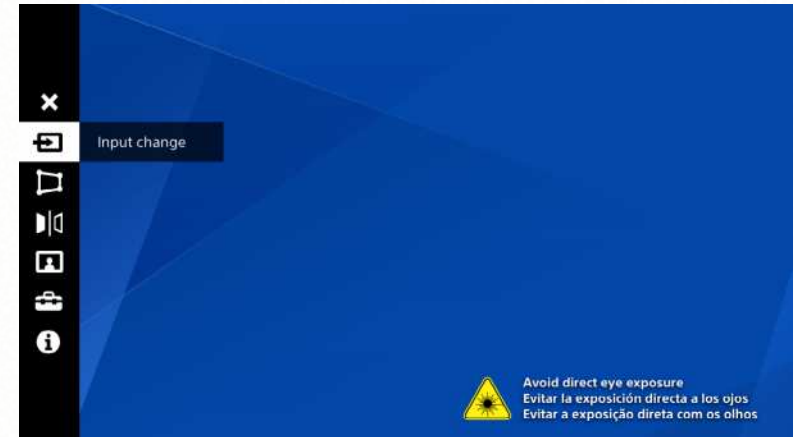 Input change
Avoid direct eye exposure
Evitar la exposición directa a los ojos
Evitar a exposição direta com os olhos